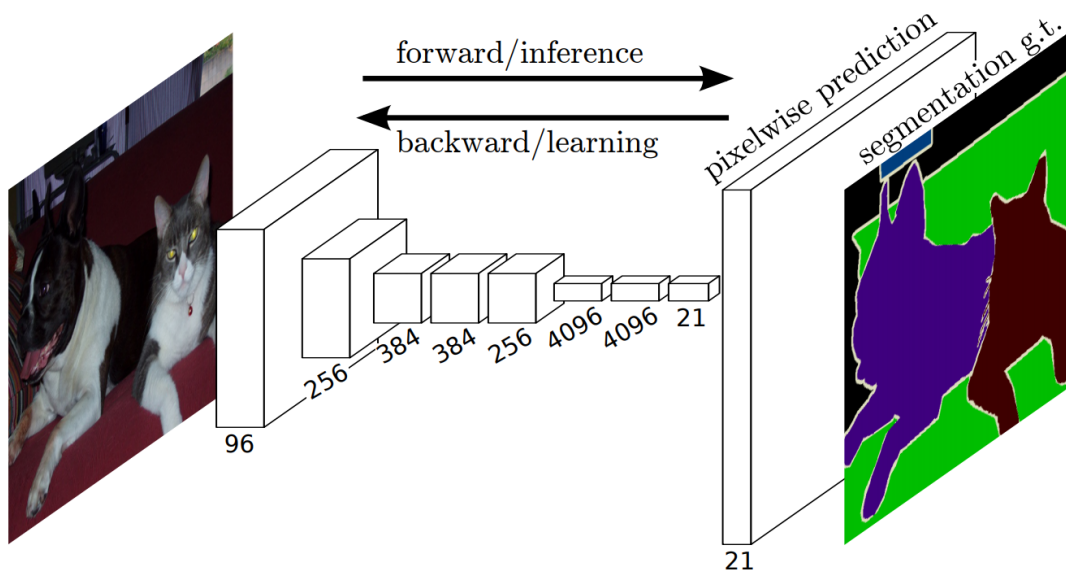 forward/inference
backward/learning
pixelwise prediction
segmentation g.t.
96
256
384
384
256
4096
4096
21
21